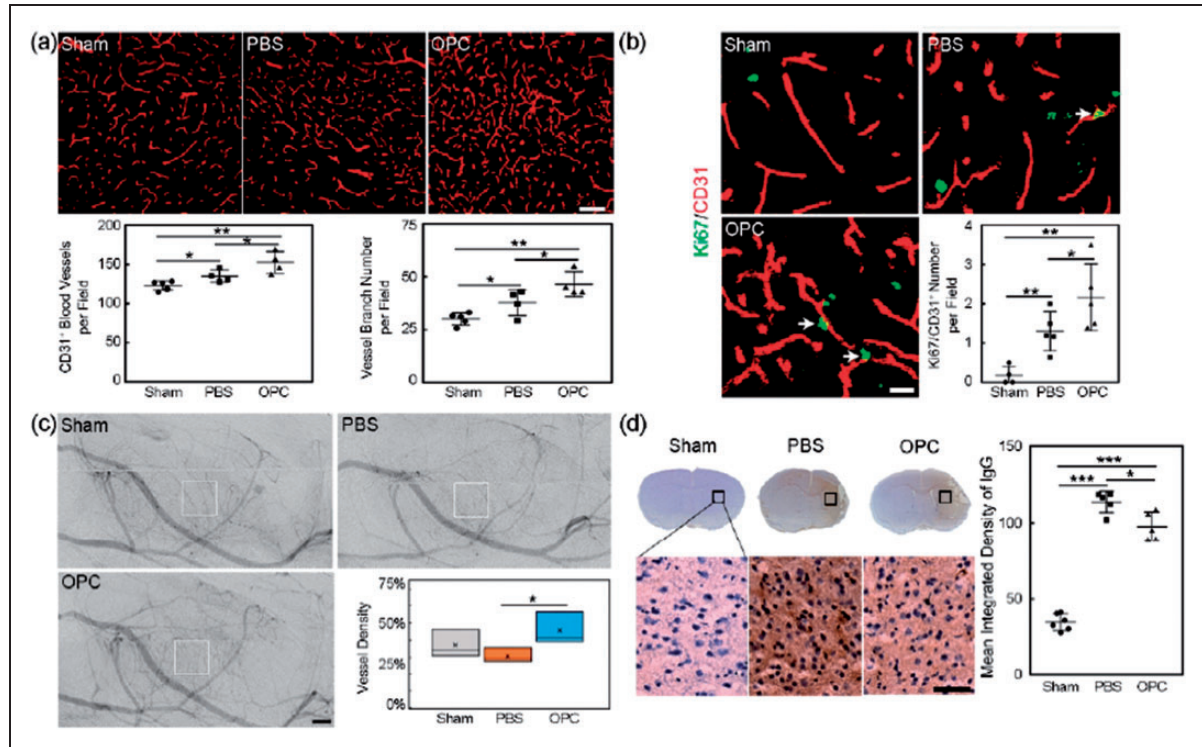 (a)
Sham
PBS
OPC
CD31⁺ Blood Vessels
per Field
200
150
100
50
0
**
*
*
Sham
PBS
OPC
Vessel Branch Number
per Field
75
50
25
0
**
*
*
Sham
PBS
OPC
(b)
Sham
PBS
OPC
Ki67/CD31
Ki67/CD31⁺ Number
per Field
4
3
2
1
0
**
*
**
Sham
PBS
OPC
(c)
Sham
PBS
OPC
Vessel Density
75%
50%
25%
0%
*
Sham
PBS
OPC
(d)
Sham
PBS
OPC
Mean Integrated Density of IgG
150
100
50
0
***
***
*
Sham
PBS
OPC